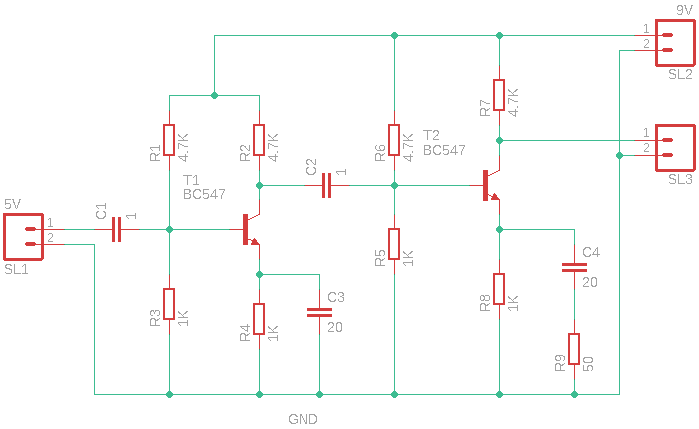 9V
1
2
SL2
R7
4.7K
R1
4.7K
R2
4.7K
R6
4.7K
T2
BC547
1
2
SL3
C2
1
T1
BC547
5V
1
2
SL1
C1
1
R5
1K
C4
20
R3
1K
R4
1K
C3
20
R8
1K
R9
50
GND